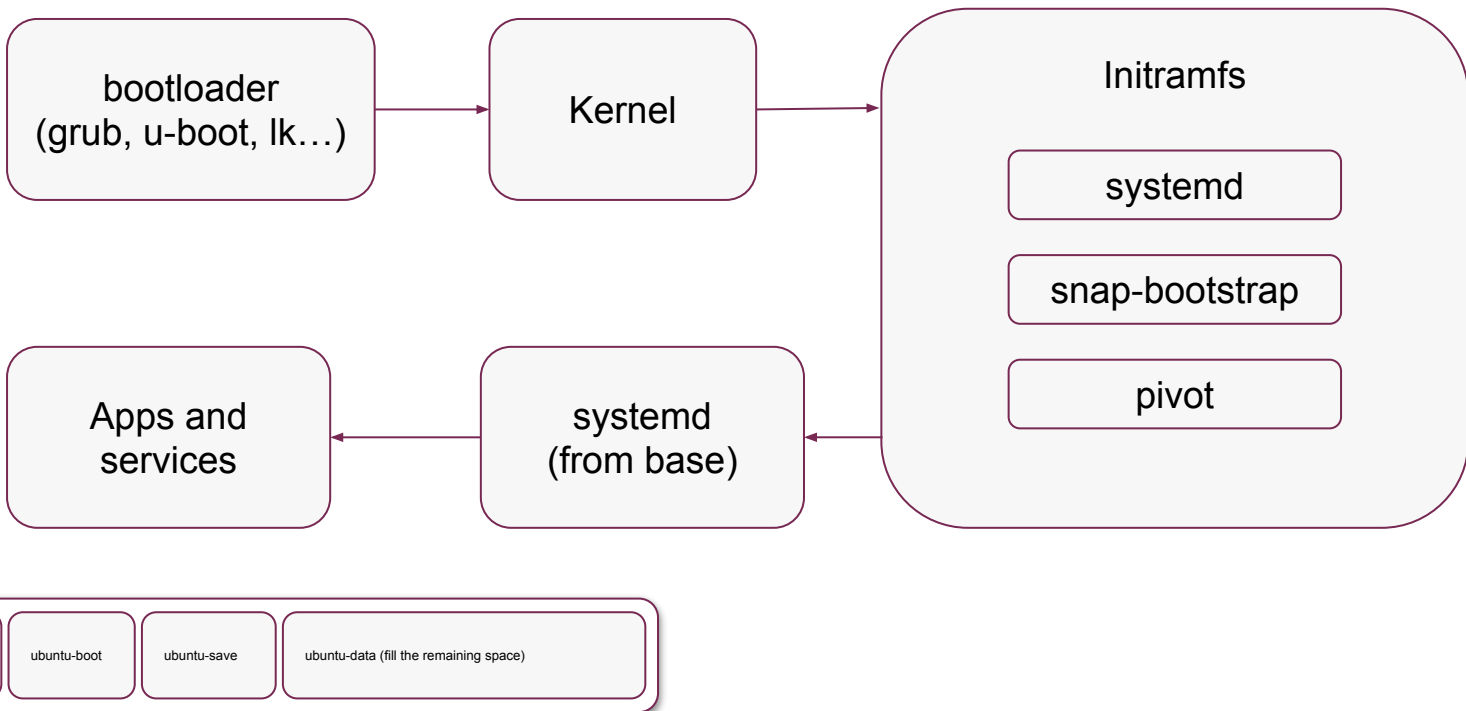 bootloader
(grub, u-boot, lk…)
Kernel
Initramfs
systemd
snap-bootstrap
pivot
Apps and
services
systemd
(from base)
ubuntu-boot
ubuntu-save
ubuntu-data (fill the remaining space)